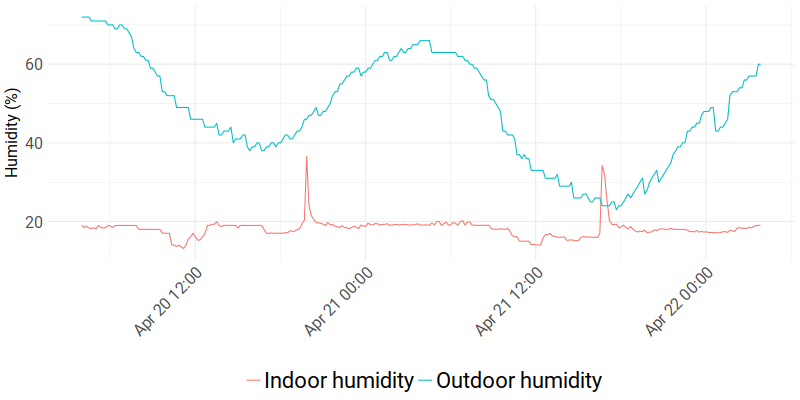 Humidity (%)
60
40
20
Apr 20 12:00
Apr 21 00:00
Apr 21 12:00
Apr 22 00:00
Indoor humidity
Outdoor humidity